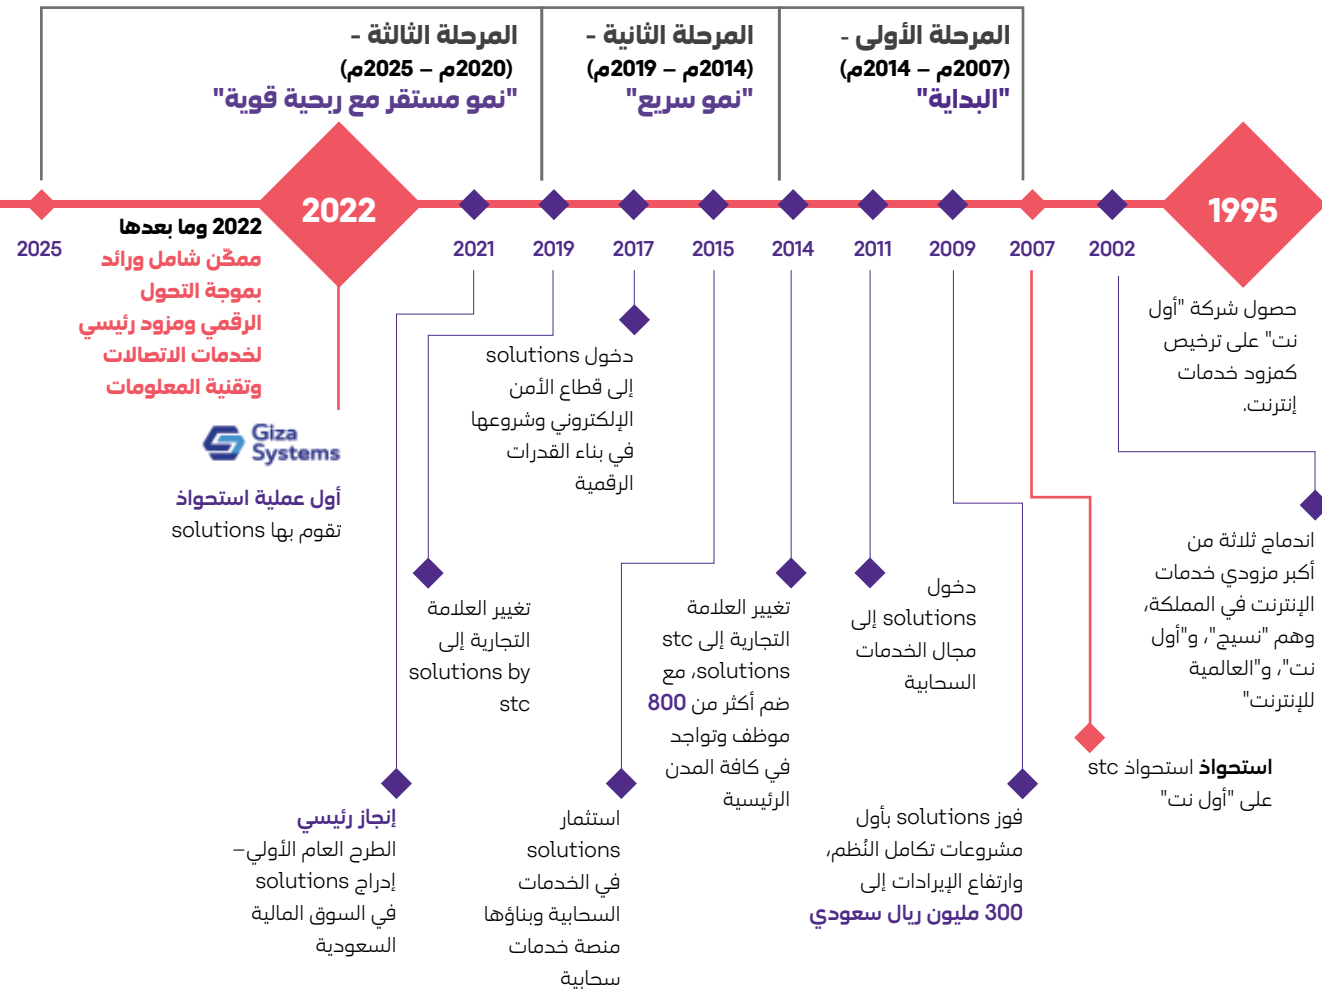 المرحلة الأولى -
(2007م – 2014م)
"البداية"
المرحلة الثانية -
(2014م – 2019م)
"نمو سريع"
المرحلة الثالثة -
(2020م – 2025م)
"نمو مستقر مع ربحية قوية"
1995
حصول شركة "أول
نت" على ترخيص
كمزود خدمات
إنترنت.
2002
اندماج ثلاثة من
أكبر مزودي خدمات
الإنترنت في المملكة،
وهم "نسيج"، و"أول
نت"، و"العالمية
للإنترنت"
2007
استحواذ استحواذ stc
على "أول نت"
2009
فوز solutions بأول
مشروعات تكامل النُظم،
وارتفاع الإيرادات إلى
300 مليون ريال سعودي
2011
دخول
solutions إلى
مجال الخدمات
السحابية
2014
تغيير العلامة
التجارية إلى stc
solutions، مع
ضم أكثر من 800
موظف وتواجد
في كافة المدن
الرئيسية
2015
استثمار
solutions
في الخدمات
السحابية وبناؤها
منصة خدمات
سحابية
2017
دخول solutions
إلى قطاع الأمن
الإلكتروني وشروعها
في بناء القدرات
الرقمية
2019
تغيير العلامة
التجارية إلى
solutions by
stc
2021
إنجاز رئيسي
الطرح العام الأولي–
إدراج solutions
في السوق المالية
السعودية
2022
Giza
Systems
أول عملية استحواذ
تقوم بها solutions
2022 وما بعدها
ممكّن شامل ورائد
بموجة التحول
الرقمي ومزود رئيسي
لخدمات الاتصالات
وتقنية المعلومات
2025